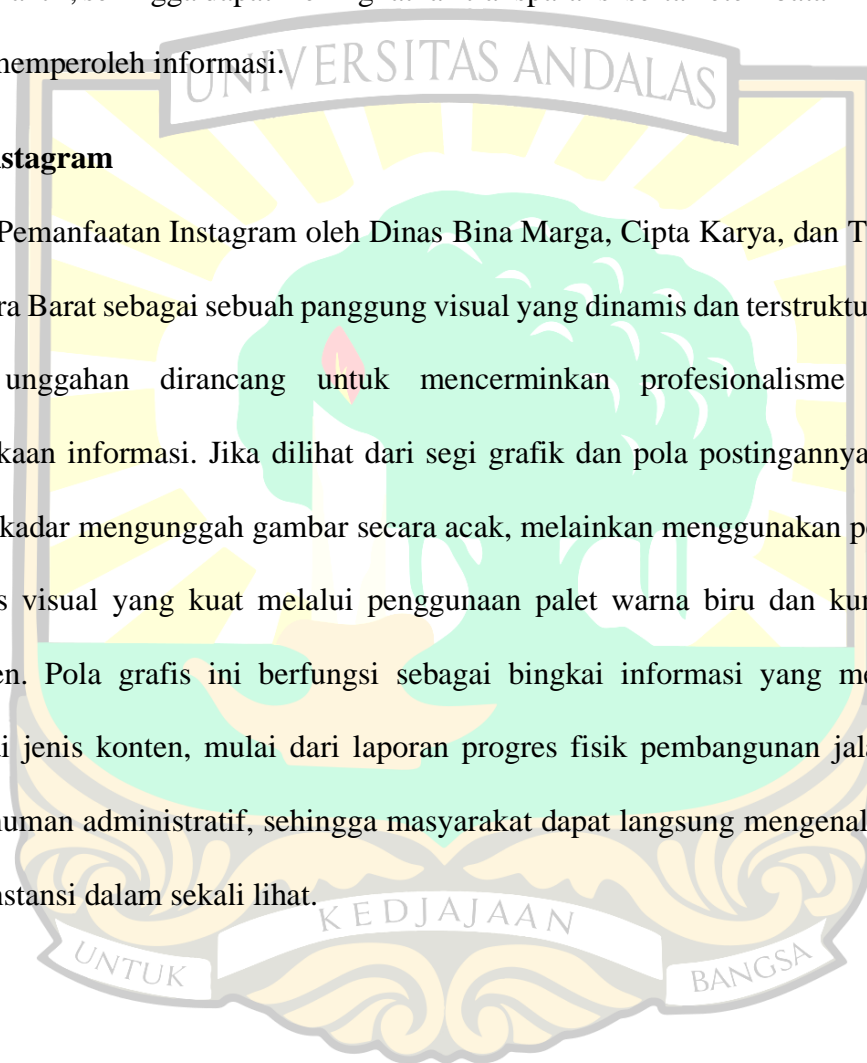 UNIVERSITAS ANDALAS
memperoleh informasi.
nstagram
Pemanfaatan Instagram oleh Dinas Bina Marga, Cipta Karya, dan T
ra Barat sebagai sebuah panggung visual yang dinamis dan terstruktu
unggahan dirancang untuk mencerminkan profesionalisme
kaan informasi. Jika dilihat dari segi grafik dan pola postingannya
kadar mengunggah gambar secara acak, melainkan menggunakan p
s visual yang kuat melalui penggunaan palet warna biru dan kun
en. Pola grafis ini berfungsi sebagai bingkai informasi yang me
i jenis konten, mulai dari laporan progres fisik pembangunan jal
uman administratif, sehingga masyarakat dapat langsung mengenal
nstansi dalam sekali lihat.
KEDJAJAAN
UNTUK BANGSA